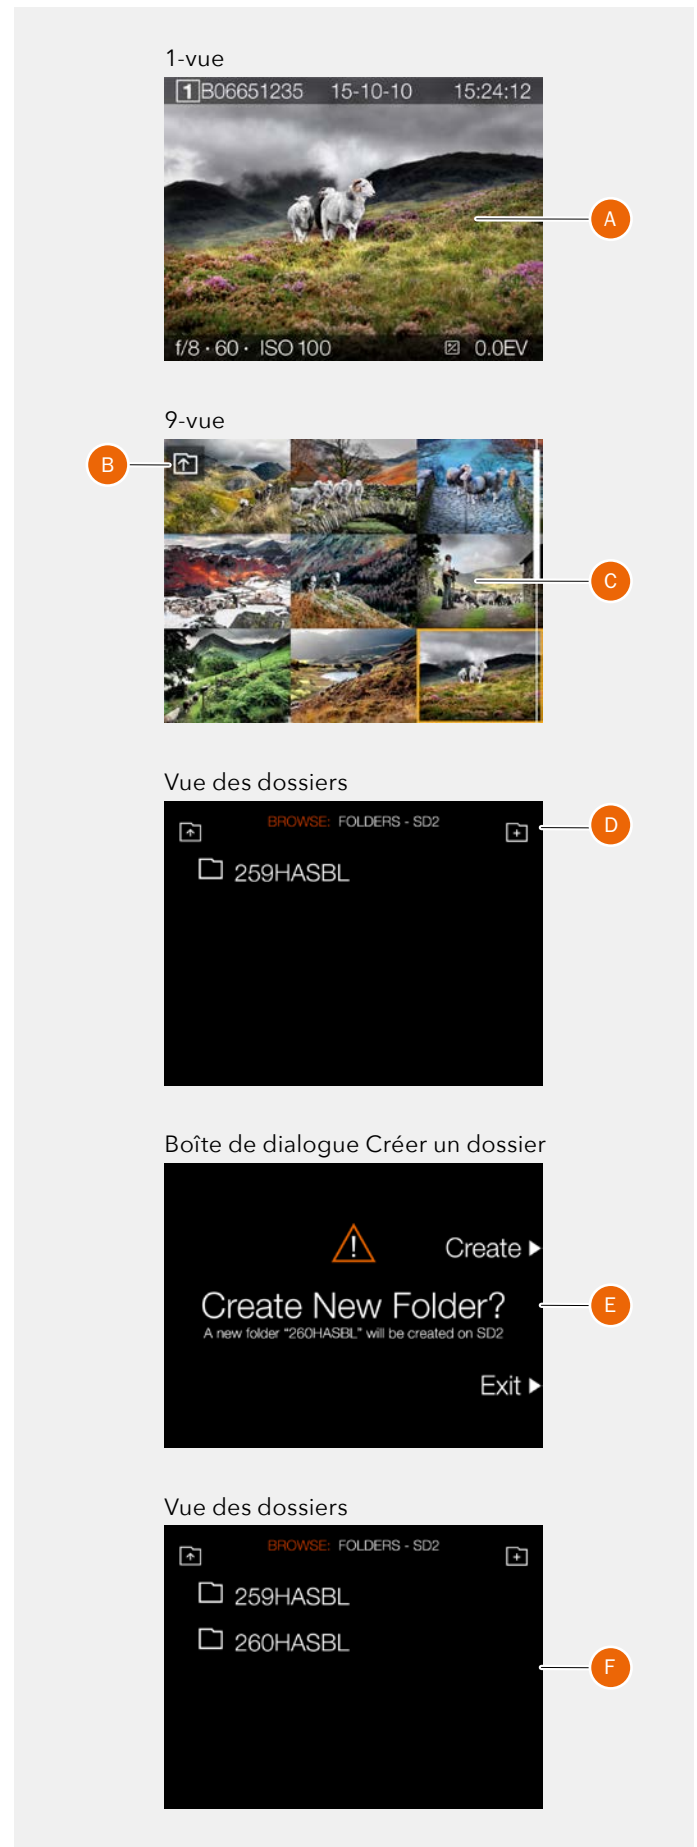 1-vue
1 B06651235 15-10-10 15:24:12
A
f/8 · 60 · ISO 100 0.0EV
9-vue
B
C
Vue des dossiers
BROWSE: FOLDERS - SD2
D
259HASBL
Boîte de dialogue Créer un dossier
Create
Create New Folder?
E
A new folder "260HASBL" will be created on SD2
Exit
Vue des dossiers
BROWSE: FOLDERS - SD2
259HASBL
260HASBL
F